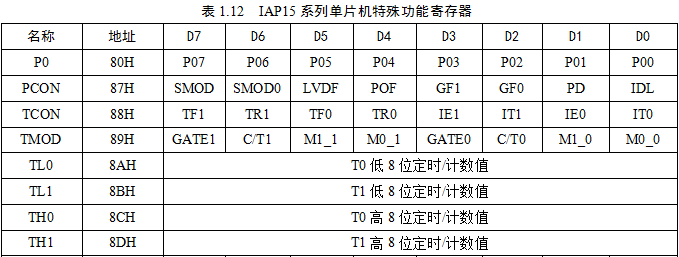 表 1.12 IAP15 系列单片机特殊功能寄存器
名称 地址 D7 D6 D5 D4 D3 D2 D1 D0
P0 80H P07 P06 P05 P04 P03 P02 P01 P00
PCON 87H SMOD SMOD0 LVDF POF GF1 GF0 PD IDL
TCON 88H TF1 TR1 TF0 TR0 IE1 IT1 IE0 IT0
TMOD 89H GATE1 C/T1 M1_1 M0_1 GATE0 C/T0 M1_0 M0_0
TL0 8AH T0 低 8 位定时/计数值
TL1 8BH T1 低 8 位定时/计数值
TH0 8CH T0 高 8 位定时/计数值
TH1 8DH T1 高 8 位定时/计数值